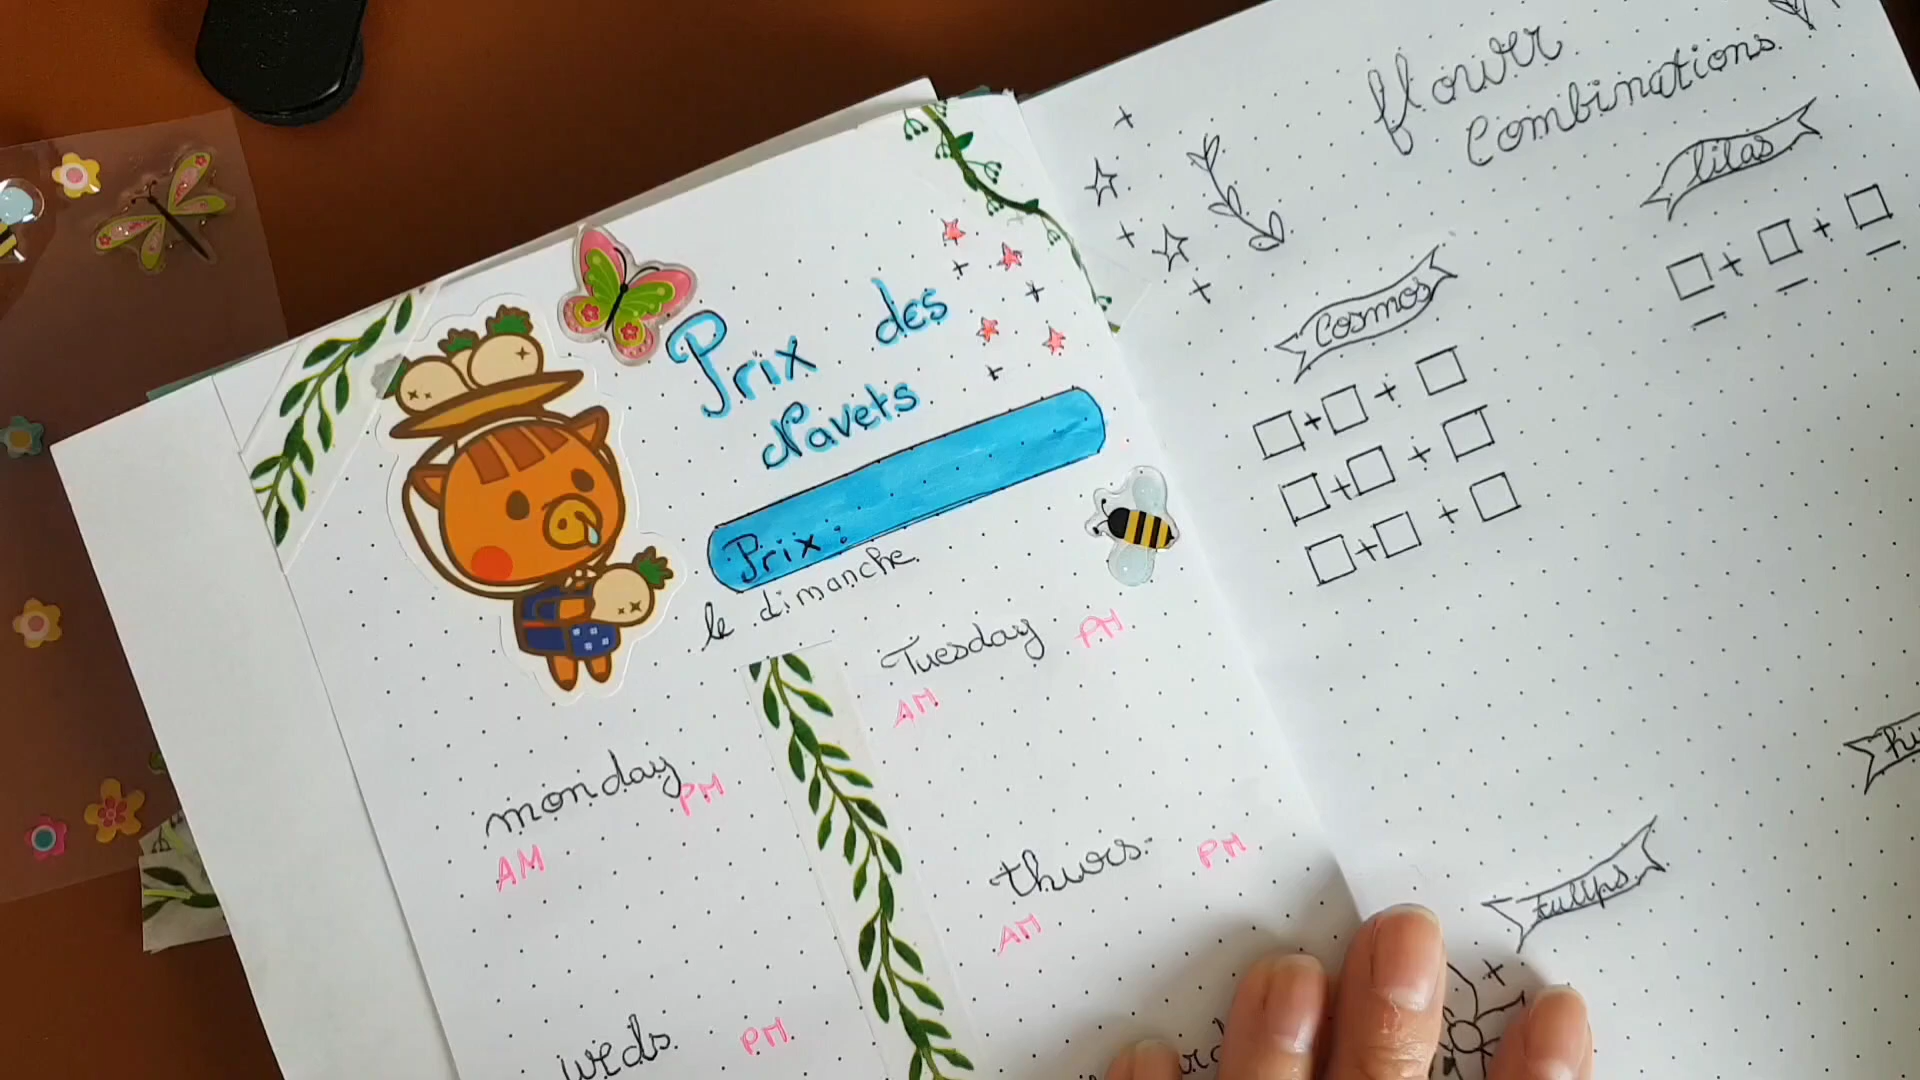 Prix des
Navets
Prix :
le dimanche
Tuesday PM
AM
monday PM
AM
thurs. PM
AM
weds. PM
flower
Combinations
lilas
□ + □ + □
Cosmos
□ + □ + □
□ + □ + □
□ + □ + □
tulips